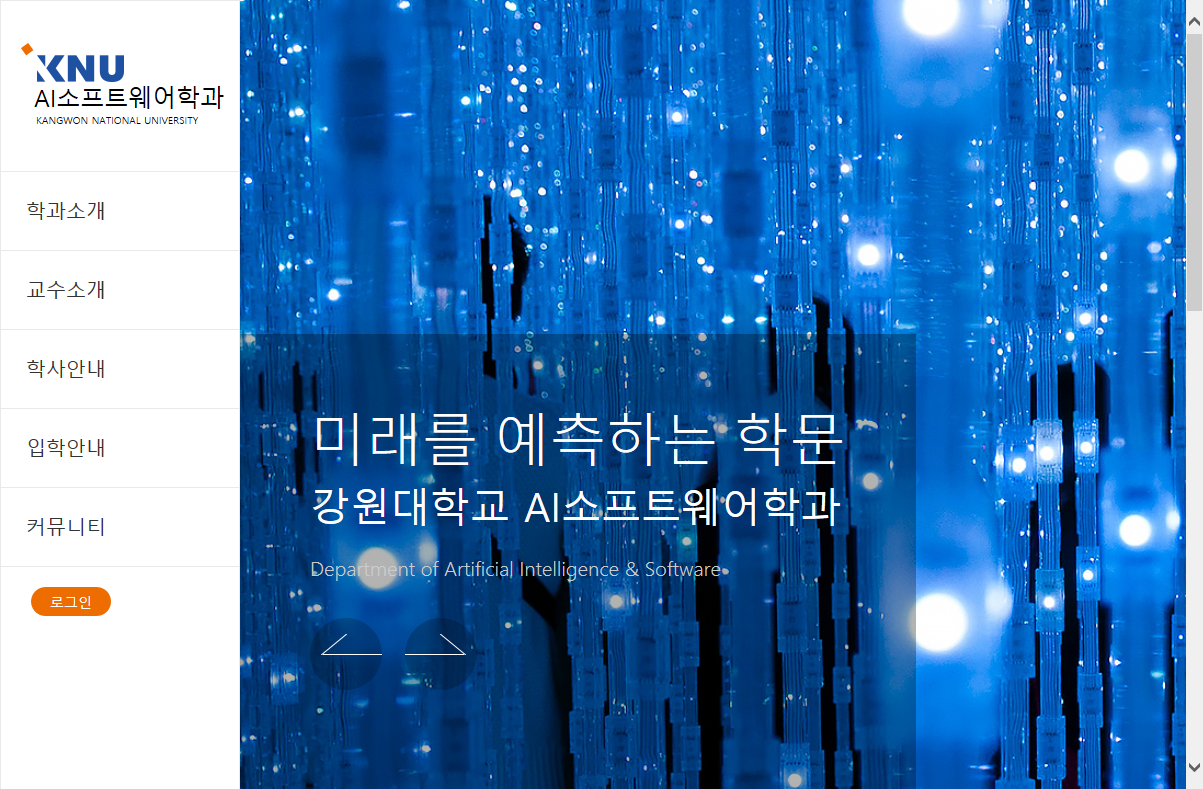 KNU
AI소프트웨어학과
KANGWON NATIONAL UNIVERSITY
학과소개
교수소개
학사안내
입학안내
커뮤니티
로그인
미래를 예측하는 학문
강원대학교 AI소프트웨어학과
Department of Artificial Intelligence & Software